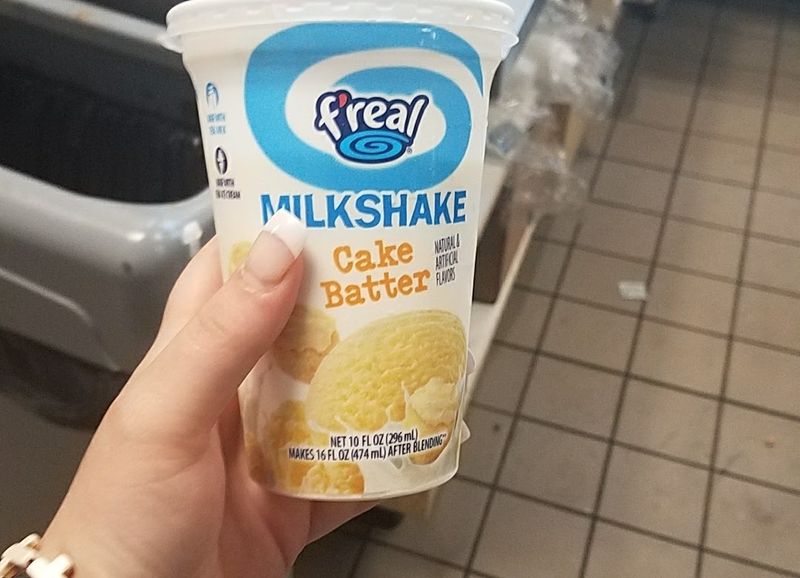 f'real
MILKSHAKE
Cake
Batter
NATURAL &
ARTIFICIAL
FLAVORS
NET 10 FL OZ (296 mL)
MAKES 16 FL OZ (474 mL) AFTER BLENDING